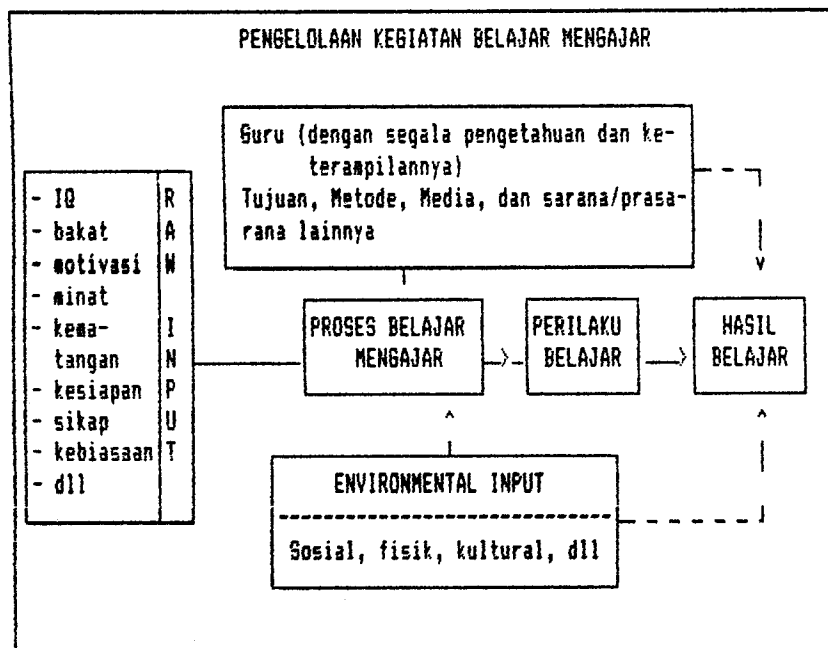 PENGELOLAAN KEGIATAN BELAJAR MENGAJAR
Guru (dengan segala pengetahuan dan ke-
terampilannya)
Tujuan, Metode, Media, dan sarana/prasa-
rana lainnya
- IQ
- bakat
- motivasi
- minat
- kema-
tangan
- kesiapan
- sikap
- kebiasaan
- dll
RAW INPUT
PROSES BELAJAR
MENGAJAR
PERILAKU
BELAJAR
HASIL
BELAJAR
ENVIRONMENTAL INPUT
Sosial, fisik, kultural, dll